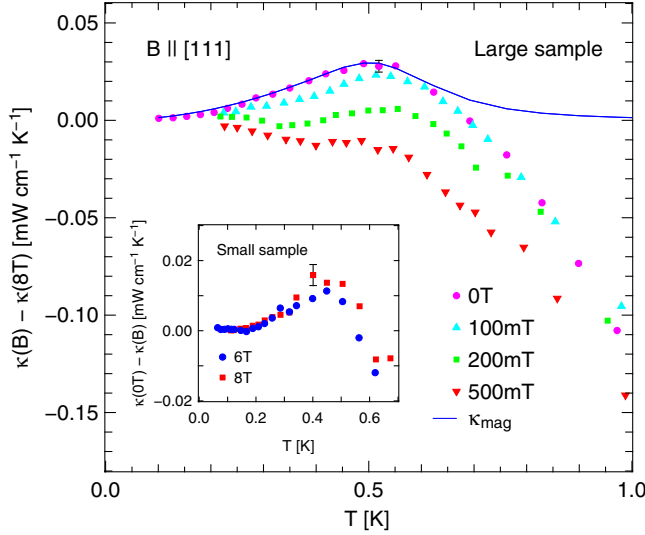 B || [111]
Large sample
κ(B) − κ(8T) [mW cm⁻¹ K⁻¹]
0.05
0.00
−0.05
−0.10
−0.15
0.0
0.5
1.0
T [K]
0T
100mT
200mT
500mT
κmag
Small sample
κ(0T) − κ(B) [mW cm⁻¹ K⁻¹]
0.02
0.00
−0.02
6T
8T
0.0
0.2
0.4
0.6
T [K]